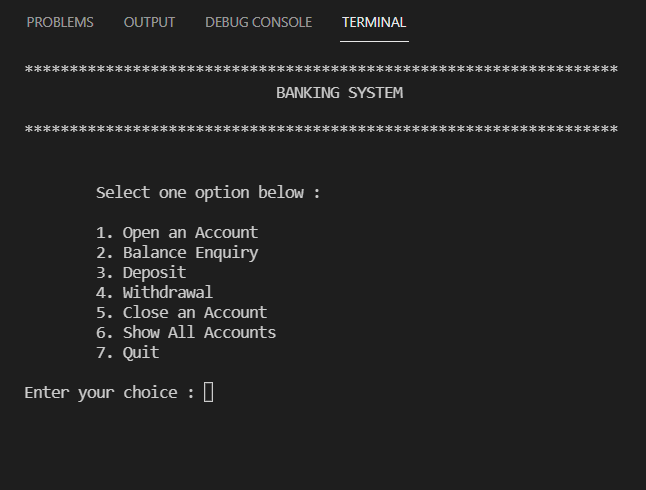 PROBLEMS OUTPUT DEBUG CONSOLE TERMINAL
******************************************************************
BANKING SYSTEM
******************************************************************
Select one option below :
1. Open an Account
2. Balance Enquiry
3. Deposit
4. Withdrawal
5. Close an Account
6. Show All Accounts
7. Quit
Enter your choice :